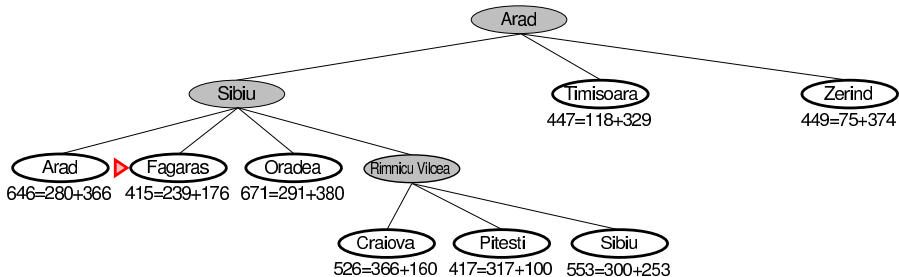 Arad
Sibiu
Timisoara
Zerind
447=118+329
449=75+374
Arad
Fagaras
Oradea
Rimnicu Vilcea
646=280+366
415=239+176
671=291+380
Craiova
Pitesti
Sibiu
526=366+160
417=317+100
553=300+253